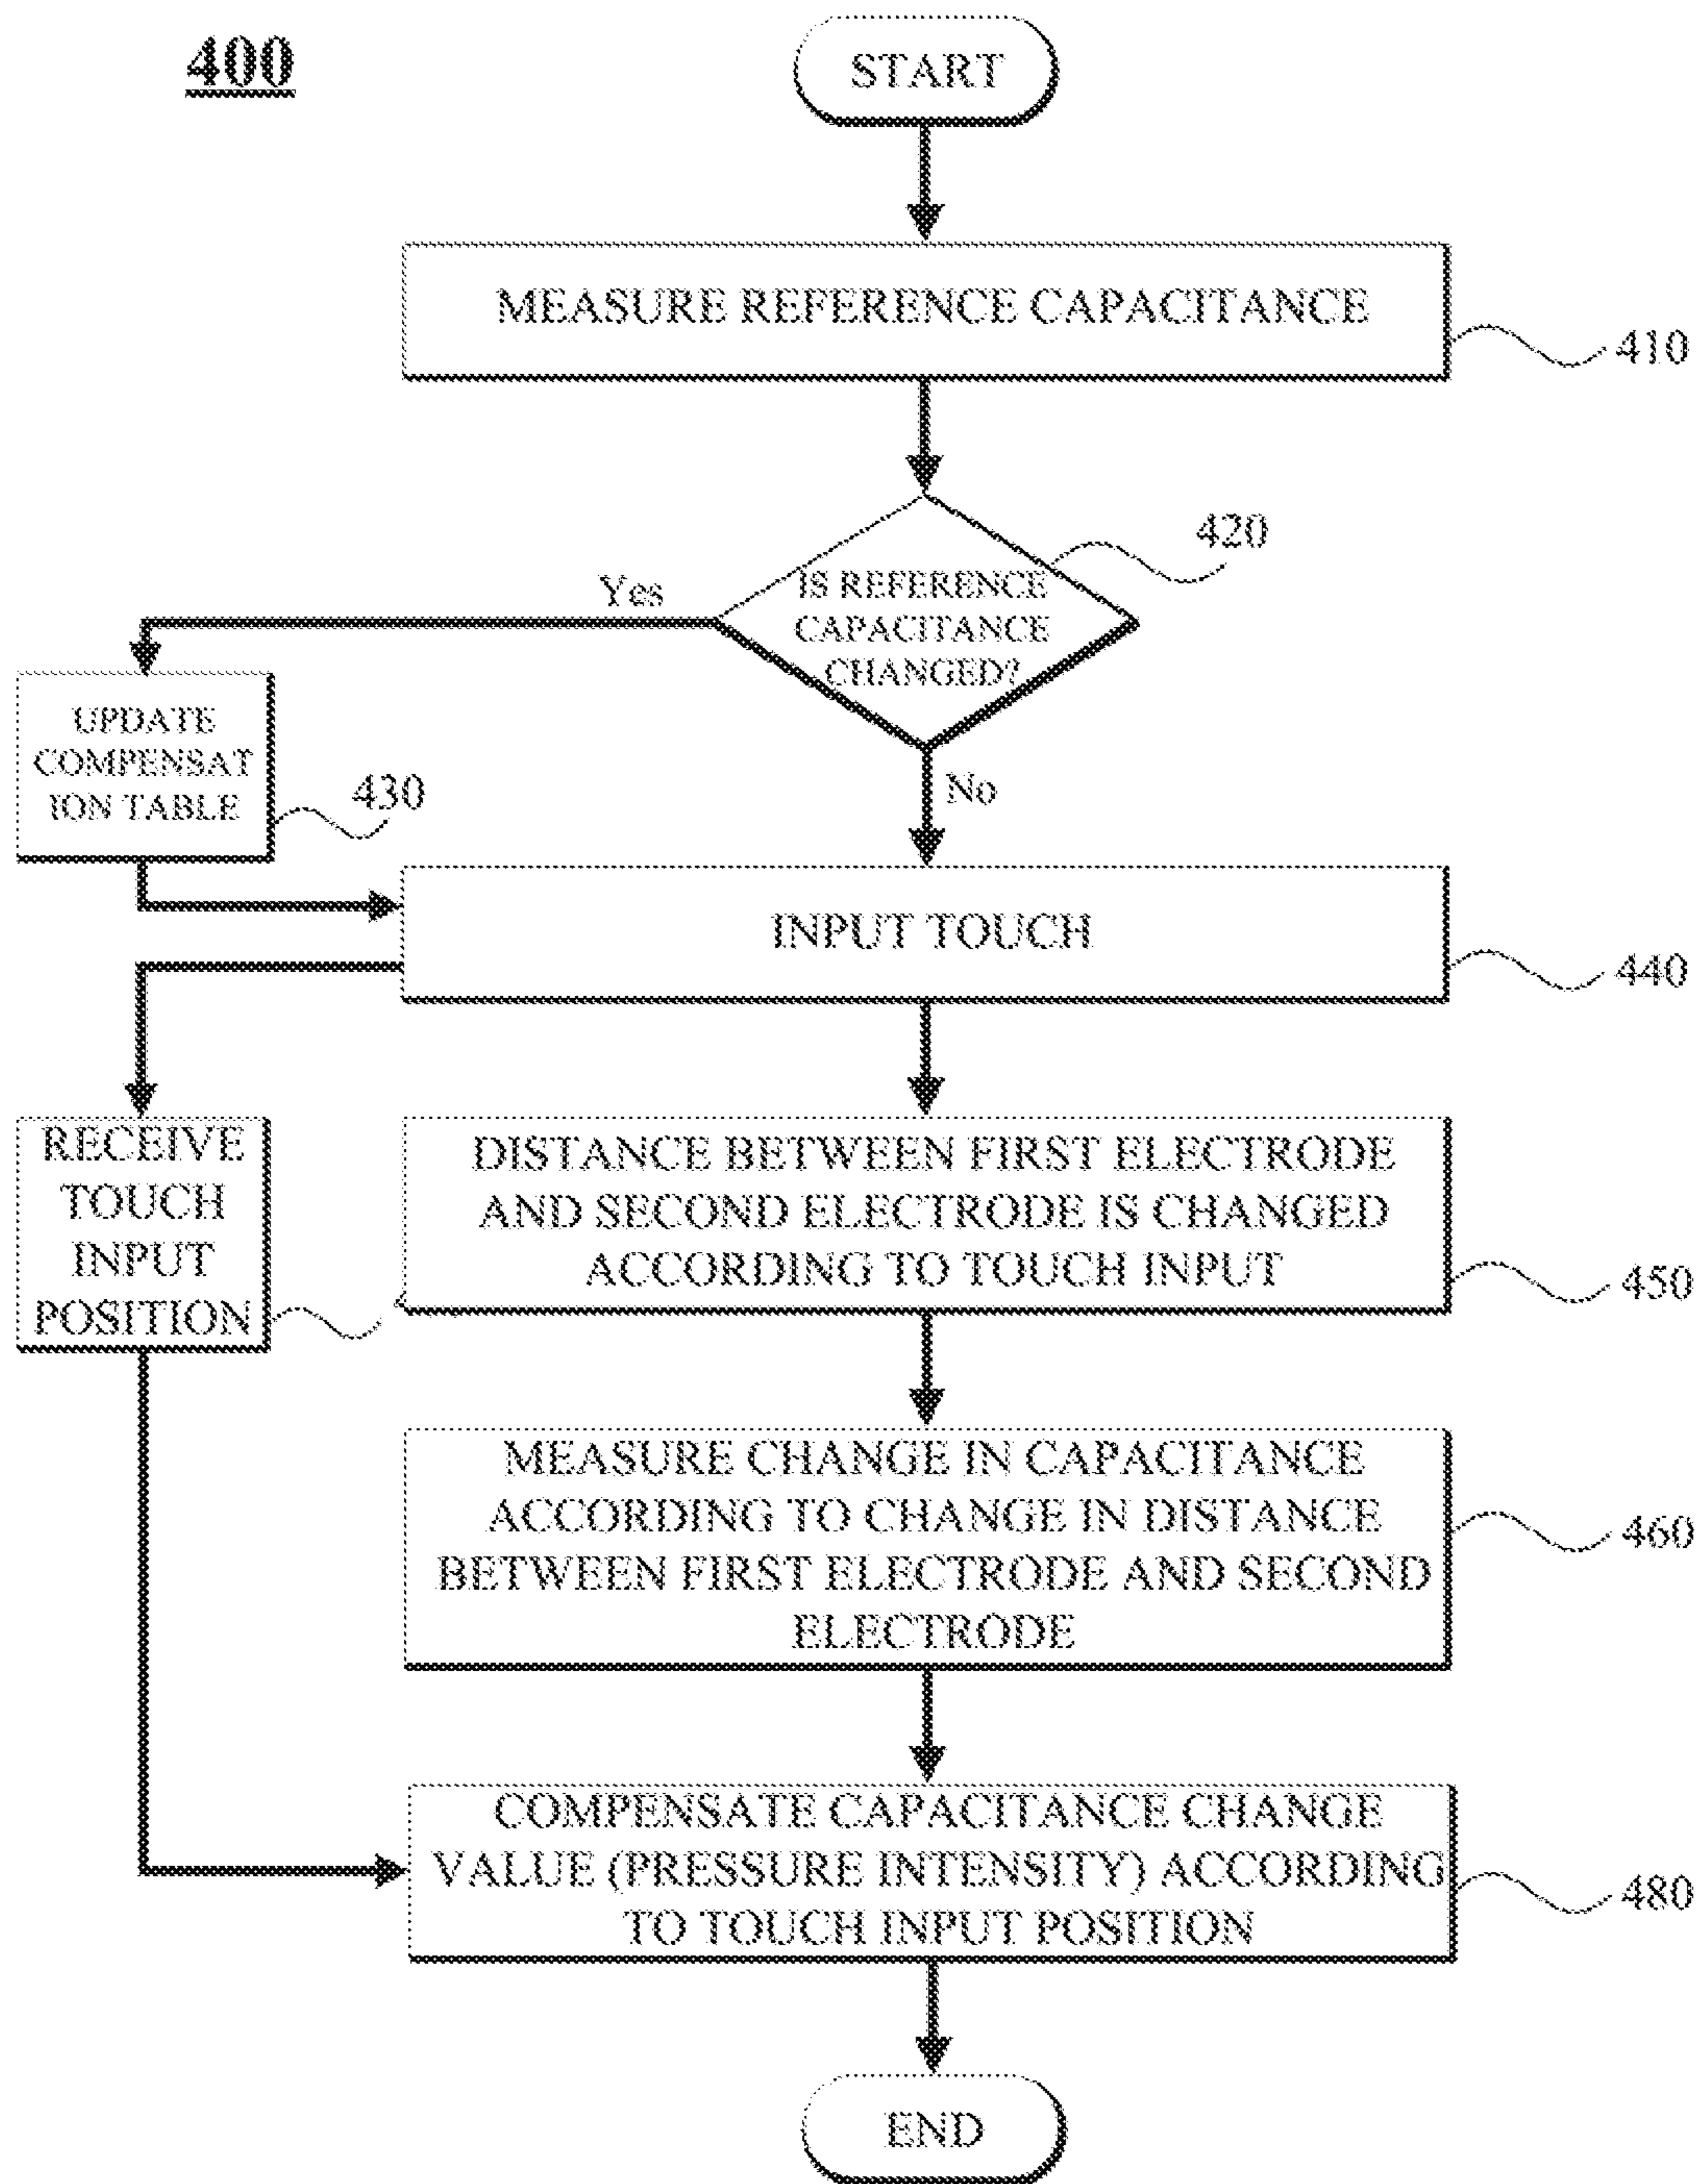 400
START
MEASURE REFERENCE CAPACITANCE
410
420
IS REFERENCE
CAPACITANCE
CHANGED?
Yes
UPDATE
COMPENSAT
ION TABLE
430
No
INPUT TOUCH
440
RECEIVE
TOUCH
INPUT
POSITION
DISTANCE BETWEEN FIRST ELECTRODE
AND SECOND ELECTRODE IS CHANGED
ACCORDING TO TOUCH INPUT
450
MEASURE CHANGE IN CAPACITANCE
ACCORDING TO CHANGE IN DISTANCE
BETWEEN FIRST ELECTRODE AND SECOND
ELECTRODE
460
COMPENSATE CAPACITANCE CHANGE
VALUE (PRESSURE INTENSITY) ACCORDING
TO TOUCH INPUT POSITION
480
END